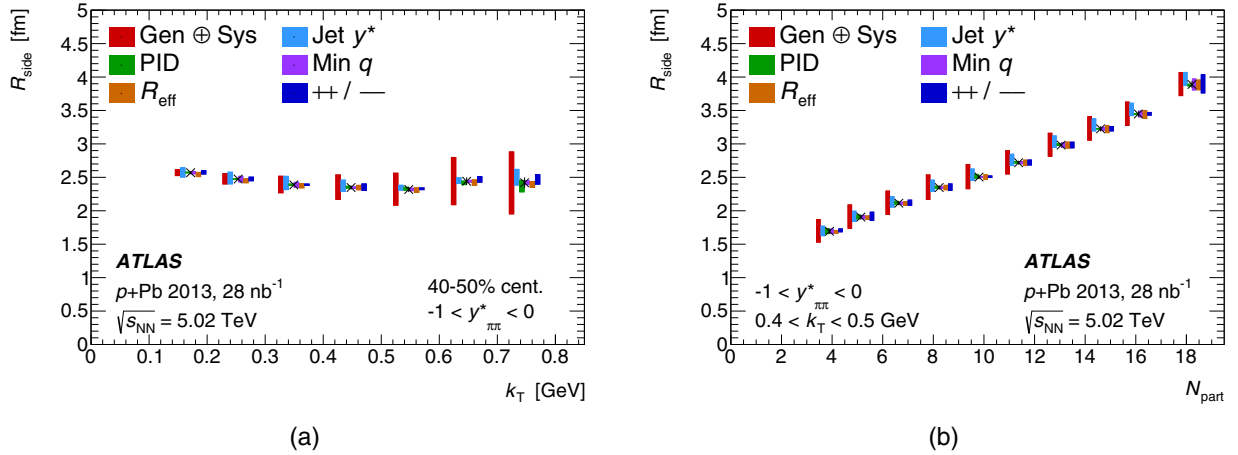 R_side [fm]
5
4.5
4
3.5
3
2.5
2
1.5
1
0.5
0
Gen ⊕ Sys
PID
R_eff
Jet y*
Min q
++ / −−
ATLAS
p+Pb 2013, 28 nb⁻¹
√s_NN = 5.02 TeV
40-50% cent.
-1 < y*_ππ < 0
0 0.1 0.2 0.3 0.4 0.5 0.6 0.7 0.8
k_T [GeV]
(a)
R_side [fm]
5
4.5
4
3.5
3
2.5
2
1.5
1
0.5
0
Gen ⊕ Sys
PID
R_eff
Jet y*
Min q
++ / −−
-1 < y*_ππ < 0
0.4 < k_T < 0.5 GeV
ATLAS
p+Pb 2013, 28 nb⁻¹
√s_NN = 5.02 TeV
0 2 4 6 8 10 12 14 16 18
N_part
(b)